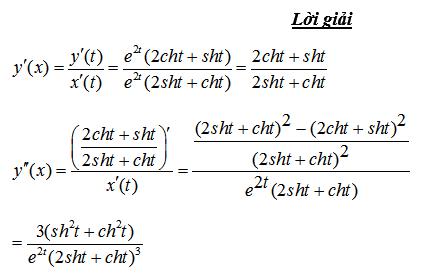 Lời giải
y'(x) = y'(t)/x'(t) = e^{2t}(2cht + sht)/e^{2t}(2sht + cht) = (2cht + sht)/(2sht + cht)
y''(x) = ((2cht + sht)/(2sht + cht))'/x'(t) = (((2sht + cht)^2 − (2cht + sht)^2)/(2sht + cht)^2)/(e^{2t}(2sht + cht))
= 3(sh^2t + ch^2t)/(e^{2t}(2sht + cht)^3)